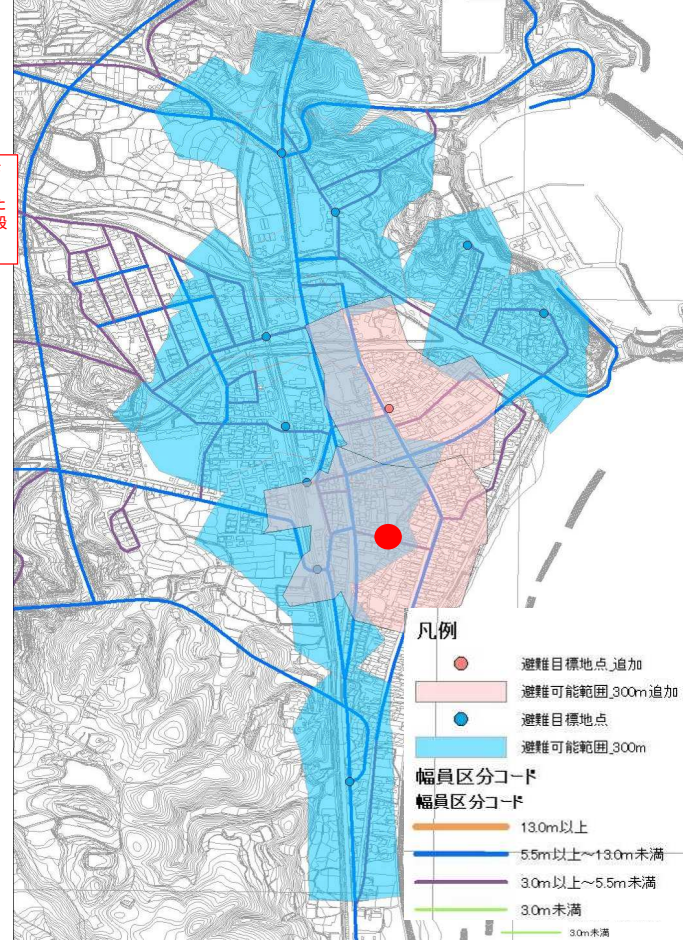 段
凡例
避難目標地点_追加
避難可能範囲_300m追加
避難目標地点
避難可能範囲_300m
幅員区分コード
幅員区分コード
13.0m以上
5.5m以上～13.0m未満
3.0m以上～5.5m未満
3.0m未満
3.0m未満